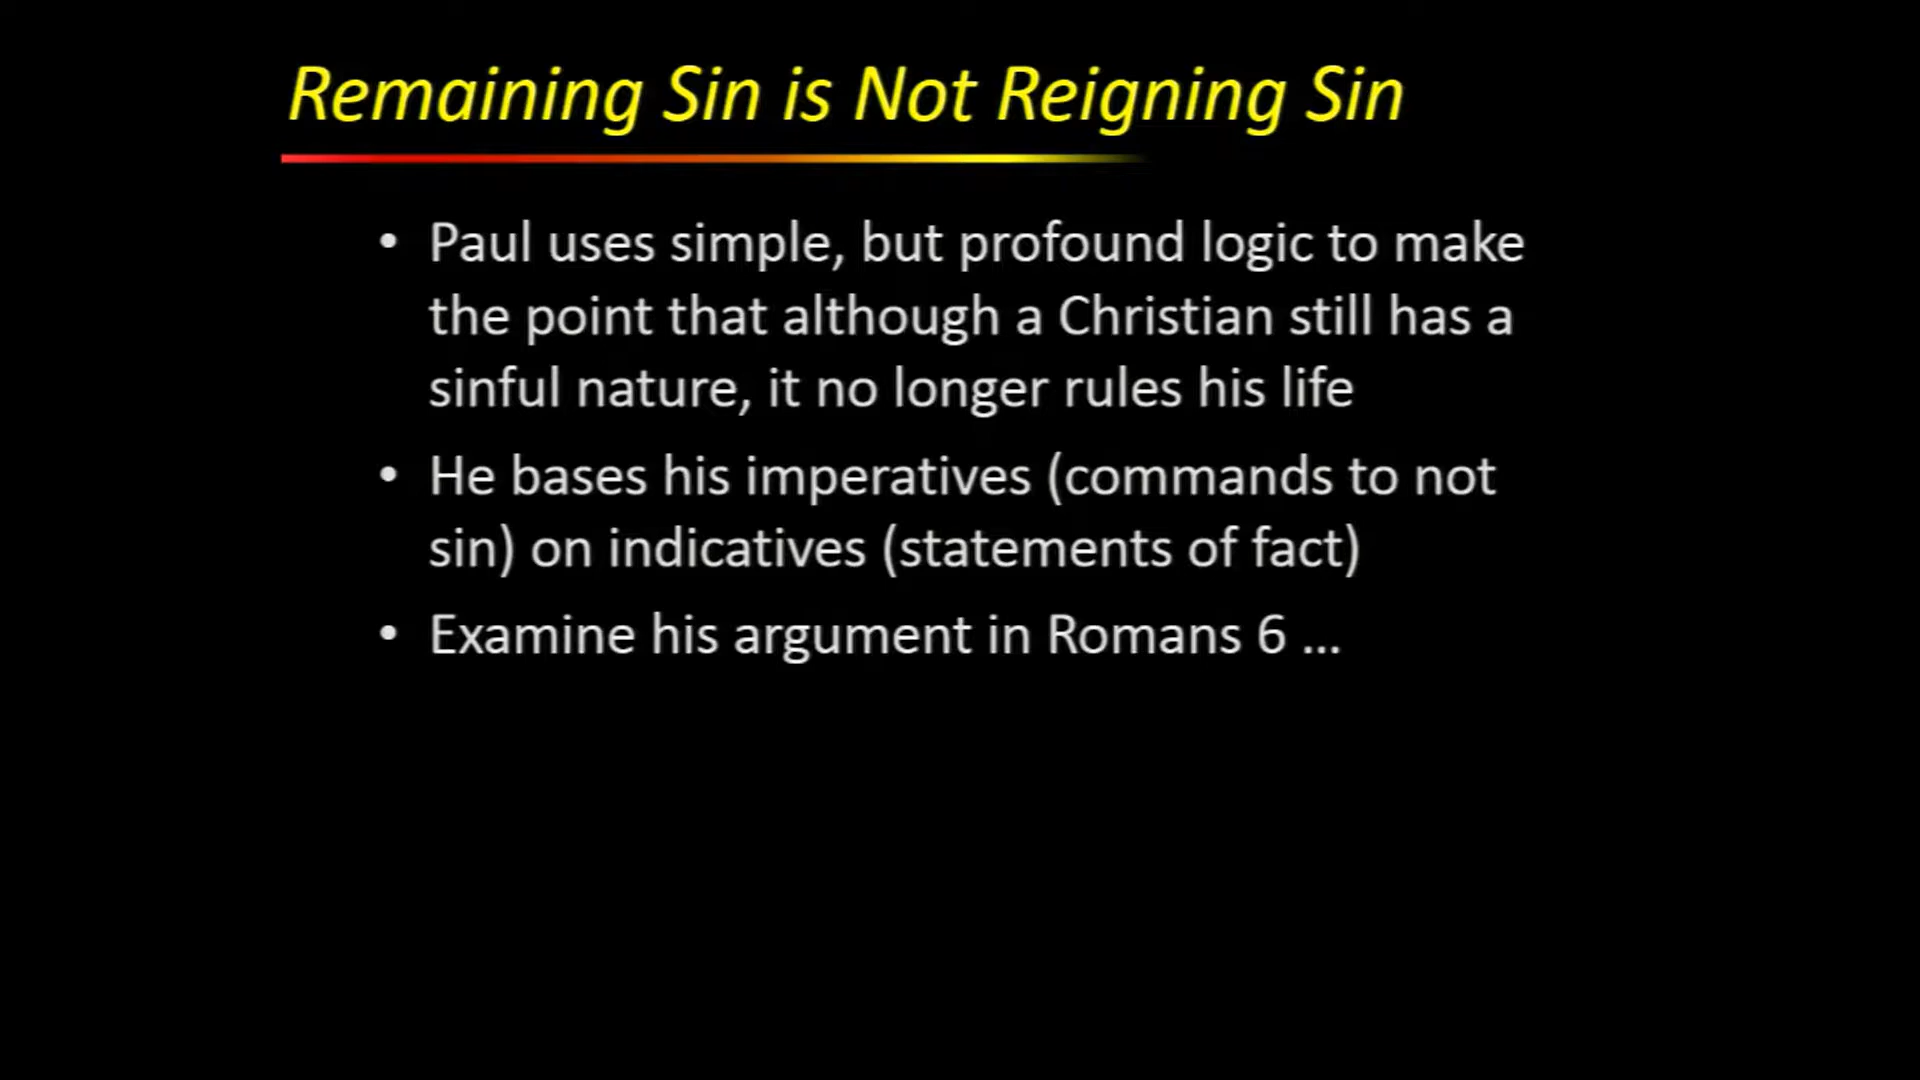 Remaining Sin is Not Reigning Sin
• Paul uses simple, but profound logic to make
the point that although a Christian still has a
sinful nature, it no longer rules his life
• He bases his imperatives (commands to not
sin) on indicatives (statements of fact)
• Examine his argument in Romans 6 ...